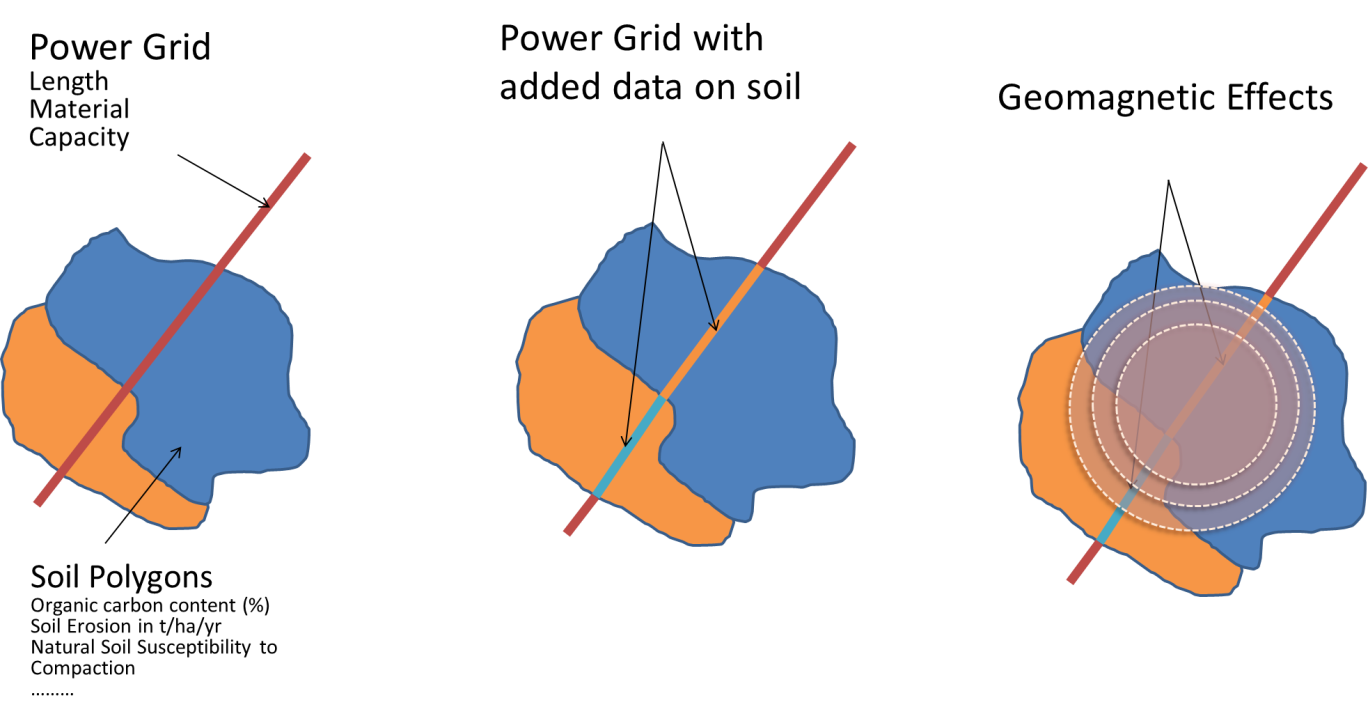 Power Grid
Length
Material
Capacity
Soil Polygons
Organic carbon content (%)
Soil Erosion in t/ha/yr
Natural Soil Susceptibility to
Compaction
.........
Power Grid with
added data on soil
Geomagnetic Effects